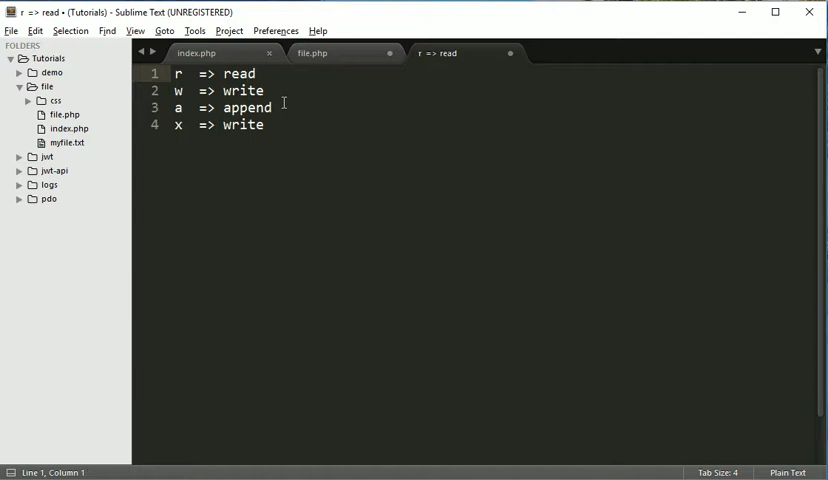 r => read • (Tutorials) - Sublime Text (UNREGISTERED)
File Edit Selection Find View Goto Tools Project Preferences Help
FOLDERS
Tutorials
demo
file
css
file.php
index.php
myfile.txt
jwt
jwt-api
logs
pdo
index.php × file.php r => read
1 r => read
2 w => write
3 a => append
4 x => write
Line 1, Column 1 Tab Size: 4 Plain Text